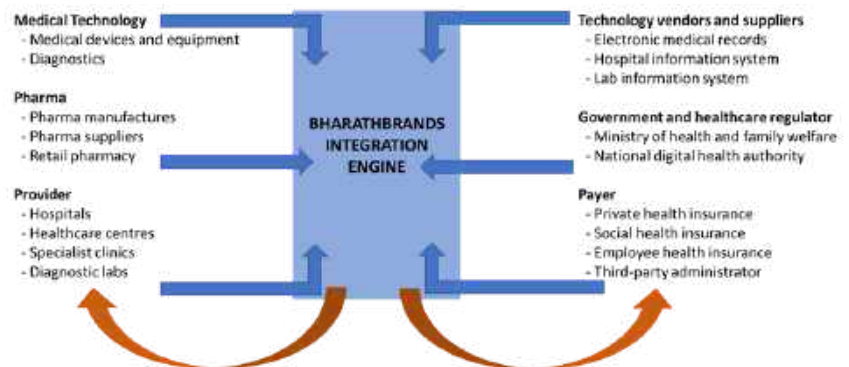 Medical Technology
- Medical devices and equipment
- Diagnostics
Pharma
- Pharma manufactures
- Pharma suppliers
- Retail pharmacy
Provider
- Hospitals
- Healthcare centres
- Specialist clinics
- Diagnostic labs
BHARATHBRANDS
INTEGRATION
ENGINE
Technology vendors and suppliers
- Electronic medical records
- Hospital information system
- Lab information system
Government and healthcare regulator
- Ministry of health and family welfare
- National digital health authority
Payer
- Private health insurance
- Social health insurance
- Employee health insurance
- Third-party administrator